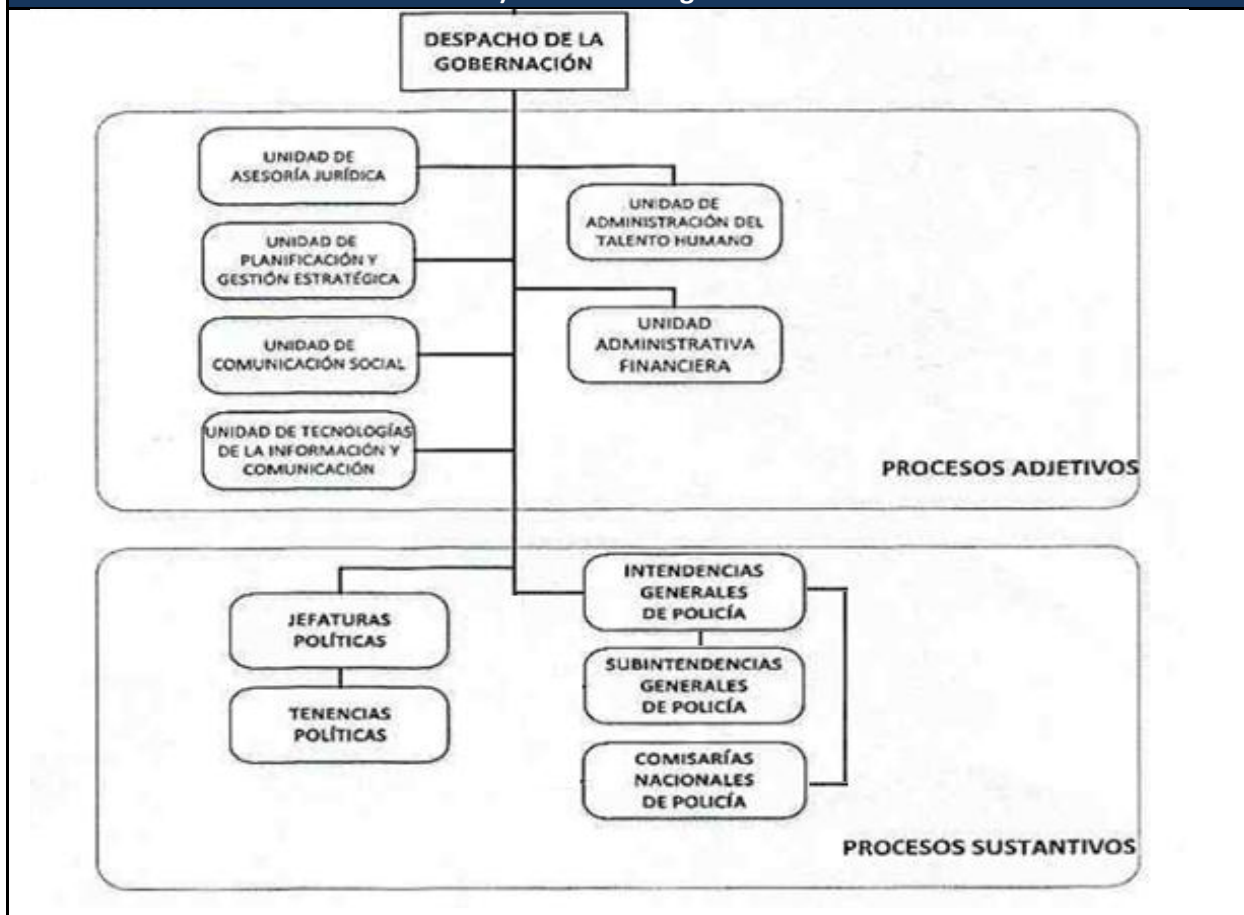 DESPACHO DE LA
GOBERNACIÓN
UNIDAD DE
ASESORÍA JURÍDICA
UNIDAD DE
ADMINISTRACIÓN DEL
TALENTO HUMANO
UNIDAD DE
PLANIFICACIÓN Y
GESTIÓN ESTRATÉGICA
UNIDAD
ADMINISTRATIVA
FINANCIERA
UNIDAD DE
COMUNICACIÓN SOCIAL
UNIDAD DE TECNOLOGÍAS
DE LA INFORMACIÓN Y
COMUNICACIÓN
PROCESOS ADJETIVOS
JEFATURAS
POLÍTICAS
TENENCIAS
POLÍTICAS
INTENDENCIAS
GENERALES
DE POLICÍA
SUBINTENDENCIAS
GENERALES
DE POLICÍA
COMISARÍAS
NACIONALES
DE POLICÍA
PROCESOS SUSTANTIVOS